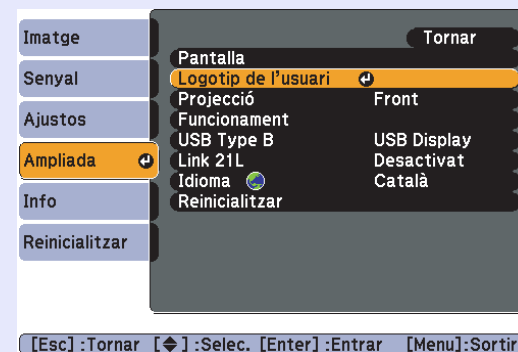 Imatge
Senyal
Ajustos
Ampliada
Info
Reinicialitzar
Tornar
Pantalla
Logotip de l'usuari
Projecció Front
Funcionament
USB Type B USB Display
Link 21L Desactivat
Idioma Català
Reinicialitzar
[Esc] :Tornar [◆] :Selec. [Enter] :Entrar [Menu]:Sortir